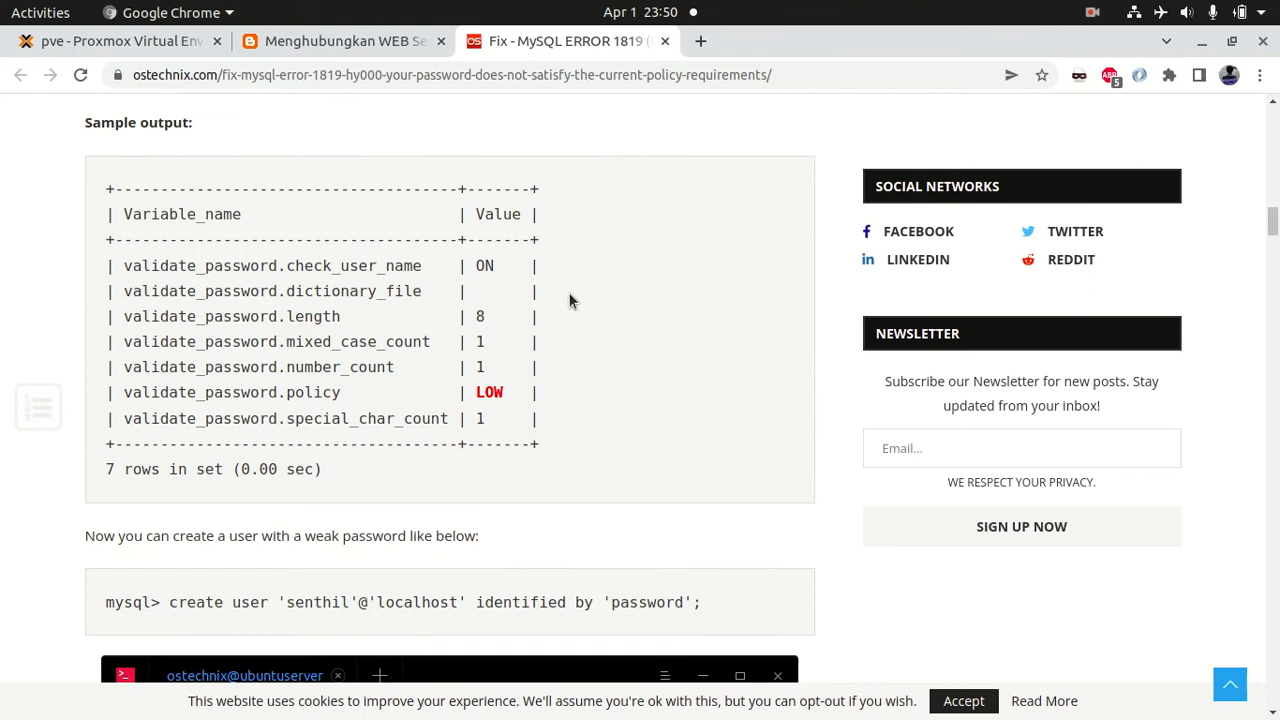 Activities Google Chrome Apr 1 23:50
pve - Proxmox Virtual Env Menghubungkan WEB Se Fix - MySQL ERROR 1819 (
ostechnix.com/fix-mysql-error-1819-hy000-your-password-does-not-satisfy-the-current-policy-requirements/
ABP 5
Sample output:
+--------------------------------------+-------+
| Variable_name | Value |
+--------------------------------------+-------+
| validate_password.check_user_name | ON |
| validate_password.dictionary_file | |
| validate_password.length | 8 |
| validate_password.mixed_case_count | 1 |
| validate_password.number_count | 1 |
| validate_password.policy | LOW |
| validate_password.special_char_count | 1 |
+--------------------------------------+-------+
7 rows in set (0.00 sec)
Now you can create a user with a weak password like below:
mysql> create user 'senthil'@'localhost' identified by 'password';
ostechnix@ubuntuserver
SOCIAL NETWORKS
FACEBOOK TWITTER
LINKEDIN REDDIT
NEWSLETTER
Subscribe our Newsletter for new posts. Stay
updated from your inbox!
Email...
WE RESPECT YOUR PRIVACY.
SIGN UP NOW
This website uses cookies to improve your experience. We'll assume you're ok with this, but you can opt-out if you wish. Accept Read More